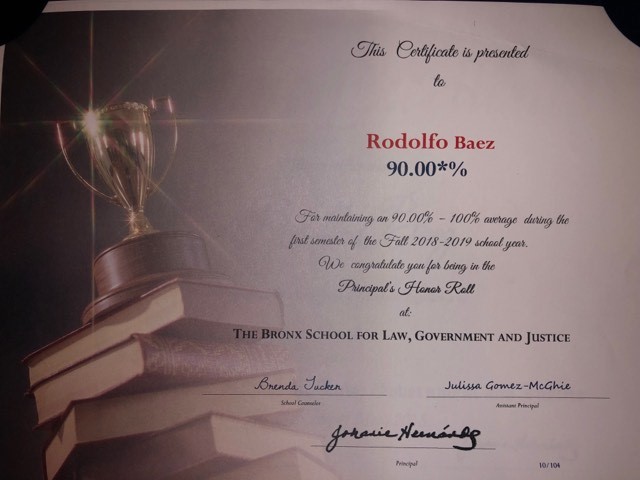 This Certificate is presented
to
Rodolfo Baez
90.00*%
For maintaining an 90.00% - 100% average during the
first semester of the Fall 2018-2019 school year.
We congratulate you for being in the
Principal's Honor Roll
at:
THE BRONX SCHOOL FOR LAW, GOVERNMENT AND JUSTICE
Brenda Tucker
School Counselor
Julissa Gomez-McGhie
Assistant Principal
Johanie Hernández
Principal
10/104